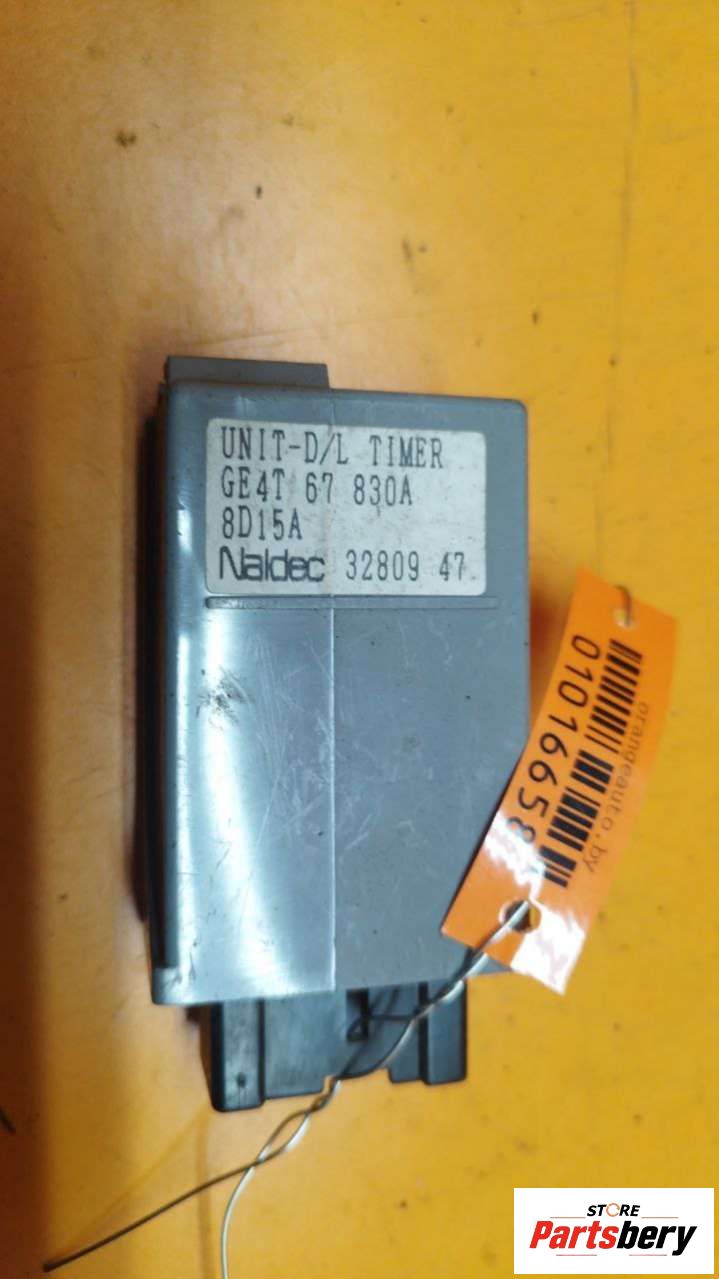 UNIT-D/L TIMER
GE4T 67 830A
8D15A
Naldec 32809 47
orangeauto.by
01016658
STORE
Partsbery